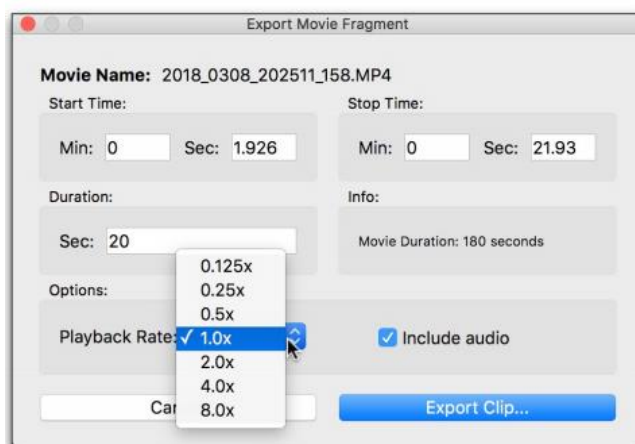 Export Movie Fragment
Movie Name: 2018_0308_202511_158.MP4
Start Time:
Stop Time:
Min: 0 Sec: 1.926
Min: 0 Sec: 21.93
Duration:
Info:
Sec: 20
Movie Duration: 180 seconds
0.125x
0.25x
Options:
0.5x
Playback Rate: ✓ 1.0x
Include audio
2.0x
4.0x
8.0x
Export Clip...